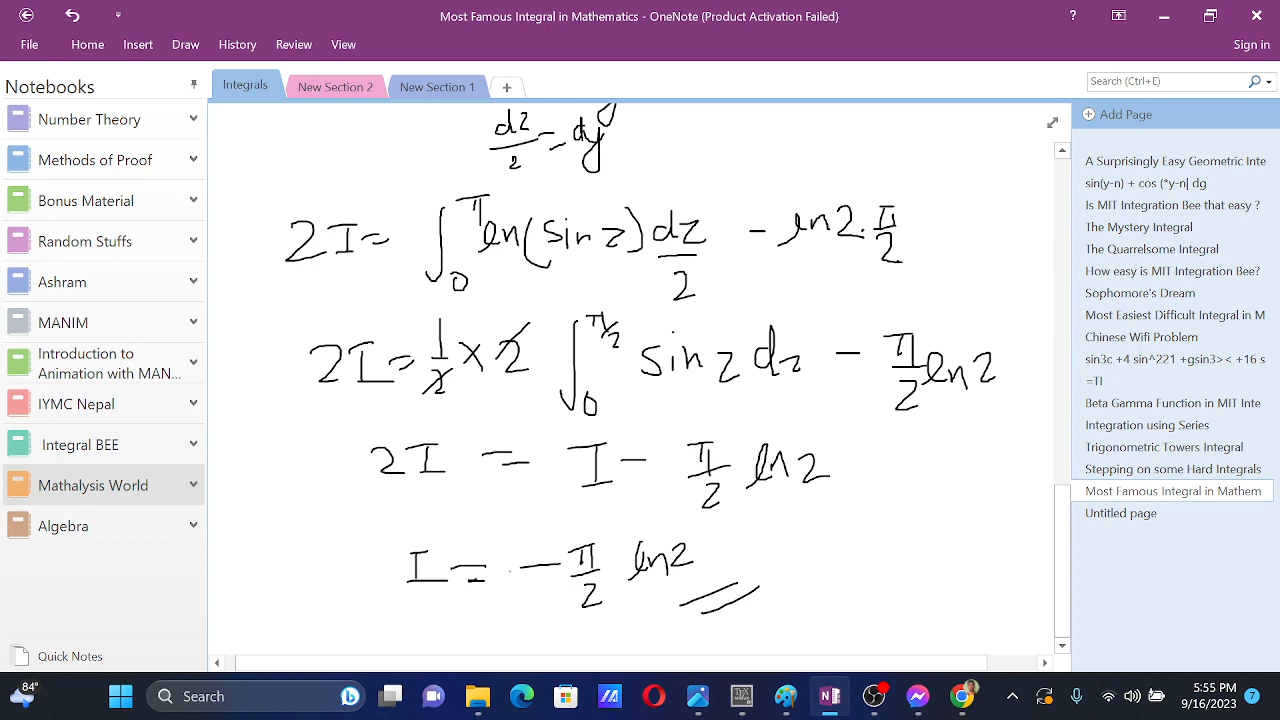 Most Famous Integral in Mathematics - OneNote (Product Activation Failed)
?
File Home Insert Draw History Review View
Sign in
Notebooks
Integrals New Section 2 New Section 1 +
Search (Ctrl+E)
Number Theory
Methods of Proof
Bonus Material
Random Stuffs
Ashram
MANIM
Introduction to
Animation with MAN...
IYMC Nepal
Integral BEE
Mahalysis World
Algebra
Quick Notes
dz/2 = dy
2I = ∫₀^π ln(sin z) dz/2 - ln2·π/2
2I = 1/2 × 2 ∫₀^π/2 sin z dz - π/2 ln2
2I = I - π/2 ln2
I = -π/2 ln2
Add Page
A Surprisingly Easy Geometric Inte
sin(y-n) + cos (*y-n) dg
Is MIT Integration Bee that easy ?
The Mystery Integral
The Quarrelsome Integral
How easy is MIT Integration Bee?
Sophomore's Dream
Most Easiest Difficult Integral in M
Chinese Wifi Problem
sin3c sin^221 +gsin3>< +16 s
=TI
Beta Gamma Function in MIT Inte
Integration using Series
Trigonometric Towers Integral
Stepping on some Hard Integrals
Most Famous Integral in Mathem
Untitled page
84°
Search
5:55 PM
9/16/2023